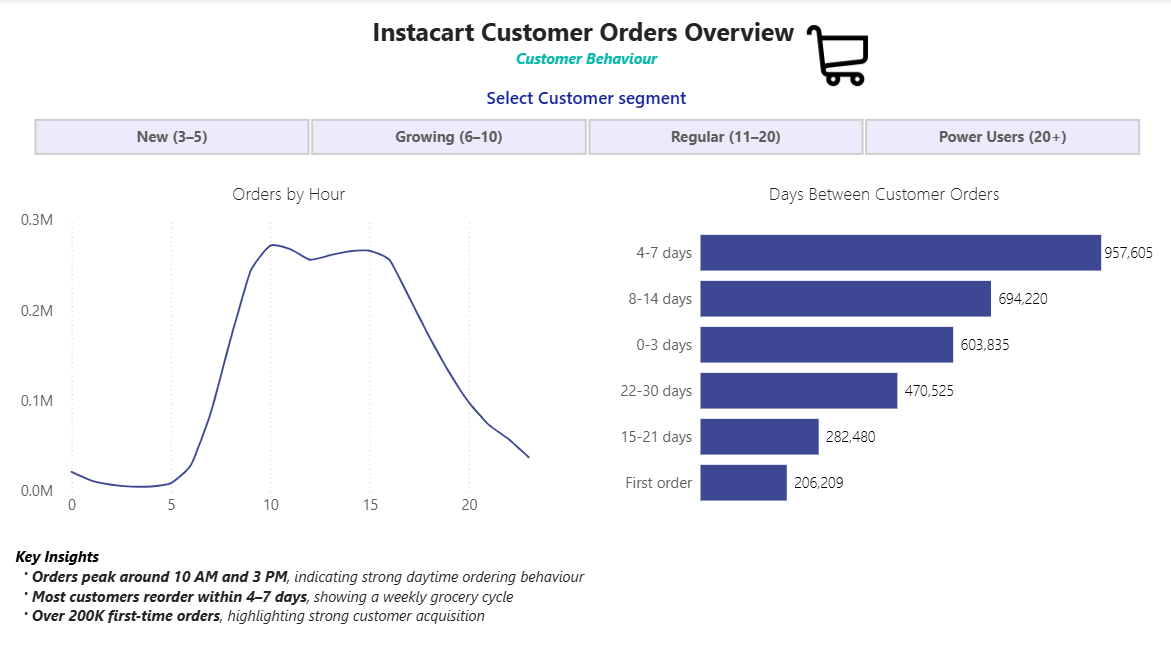 Instacart Customer Orders Overview
Customer Behaviour
Select Customer segment
New (3–5)
Growing (6–10)
Regular (11–20)
Power Users (20+)
Orders by Hour
0.3M
0.2M
0.1M
0.0M
0 5 10 15 20
Days Between Customer Orders
4-7 days 957,605
8-14 days 694,220
0-3 days 603,835
22-30 days 470,525
15-21 days 282,480
First order 206,209
Key Insights
• Orders peak around 10 AM and 3 PM, indicating strong daytime ordering behaviour
• Most customers reorder within 4–7 days, showing a weekly grocery cycle
• Over 200K first-time orders, highlighting strong customer acquisition